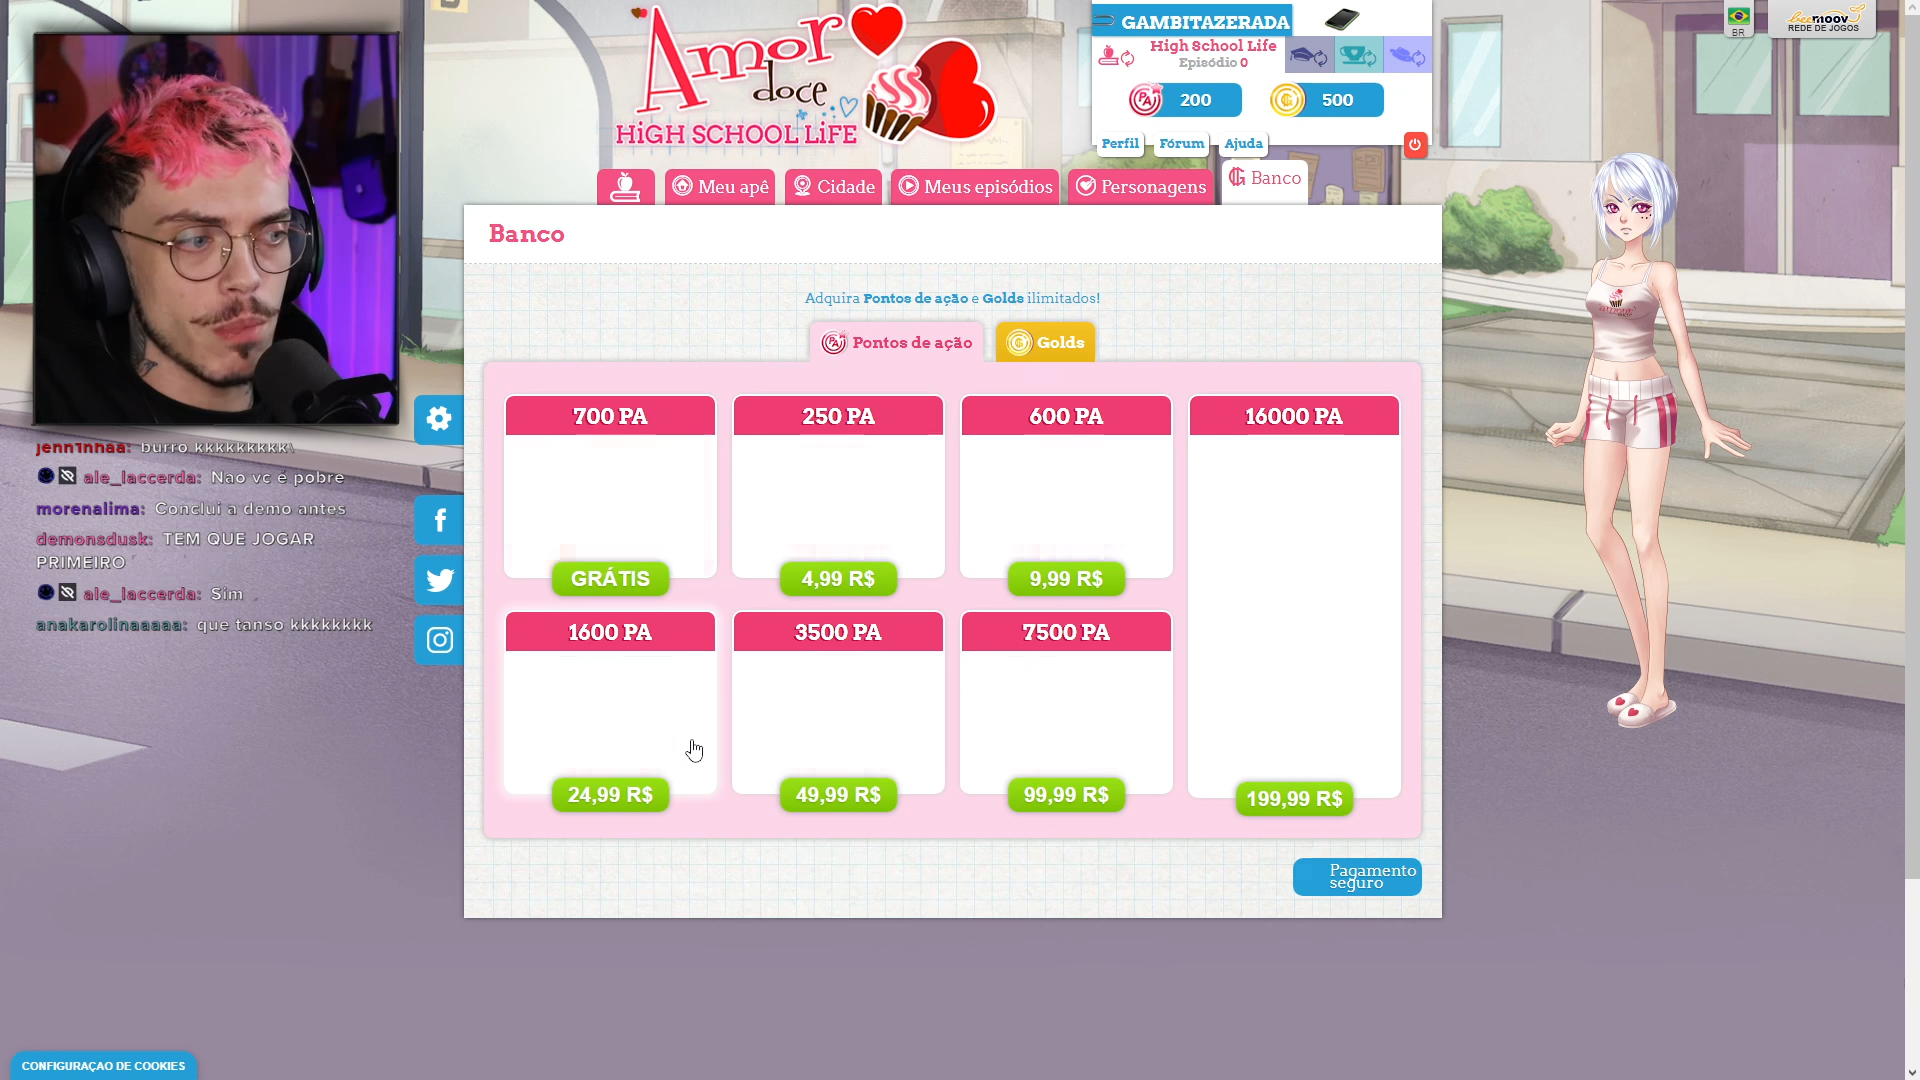 Amor doce
HiGH SCHOOL LiFE
GAMBITAZERADA
High School Life
Episódio 0
PA 200
500
Perfil Fórum Ajuda
BR
beemoov
REDE DE JOGOS
Meu apê Cidade Meus episódios Personagens Banco
Banco
Adquira Pontos de ação e Golds ilimitados!
PA Pontos de ação Golds
700 PA 250 PA 600 PA 16000 PA
GRÁTIS 4,99 R$ 9,99 R$
1600 PA 3500 PA 7500 PA
24,99 R$ 49,99 R$ 99,99 R$ 199,99 R$
Pagamento
seguro
jenn1nhaa: burro kkkkkkkkk\
ale_laccerda: Nao vc é pobre
morenalima: Conclui a demo antes
demonsdusk: TEM QUE JOGAR
PRIMEIRO
ale_laccerda: Sim
anakarolinaaaaa: que tanso kkkkkkkk
CONFIGURAÇAO DE COOKIES